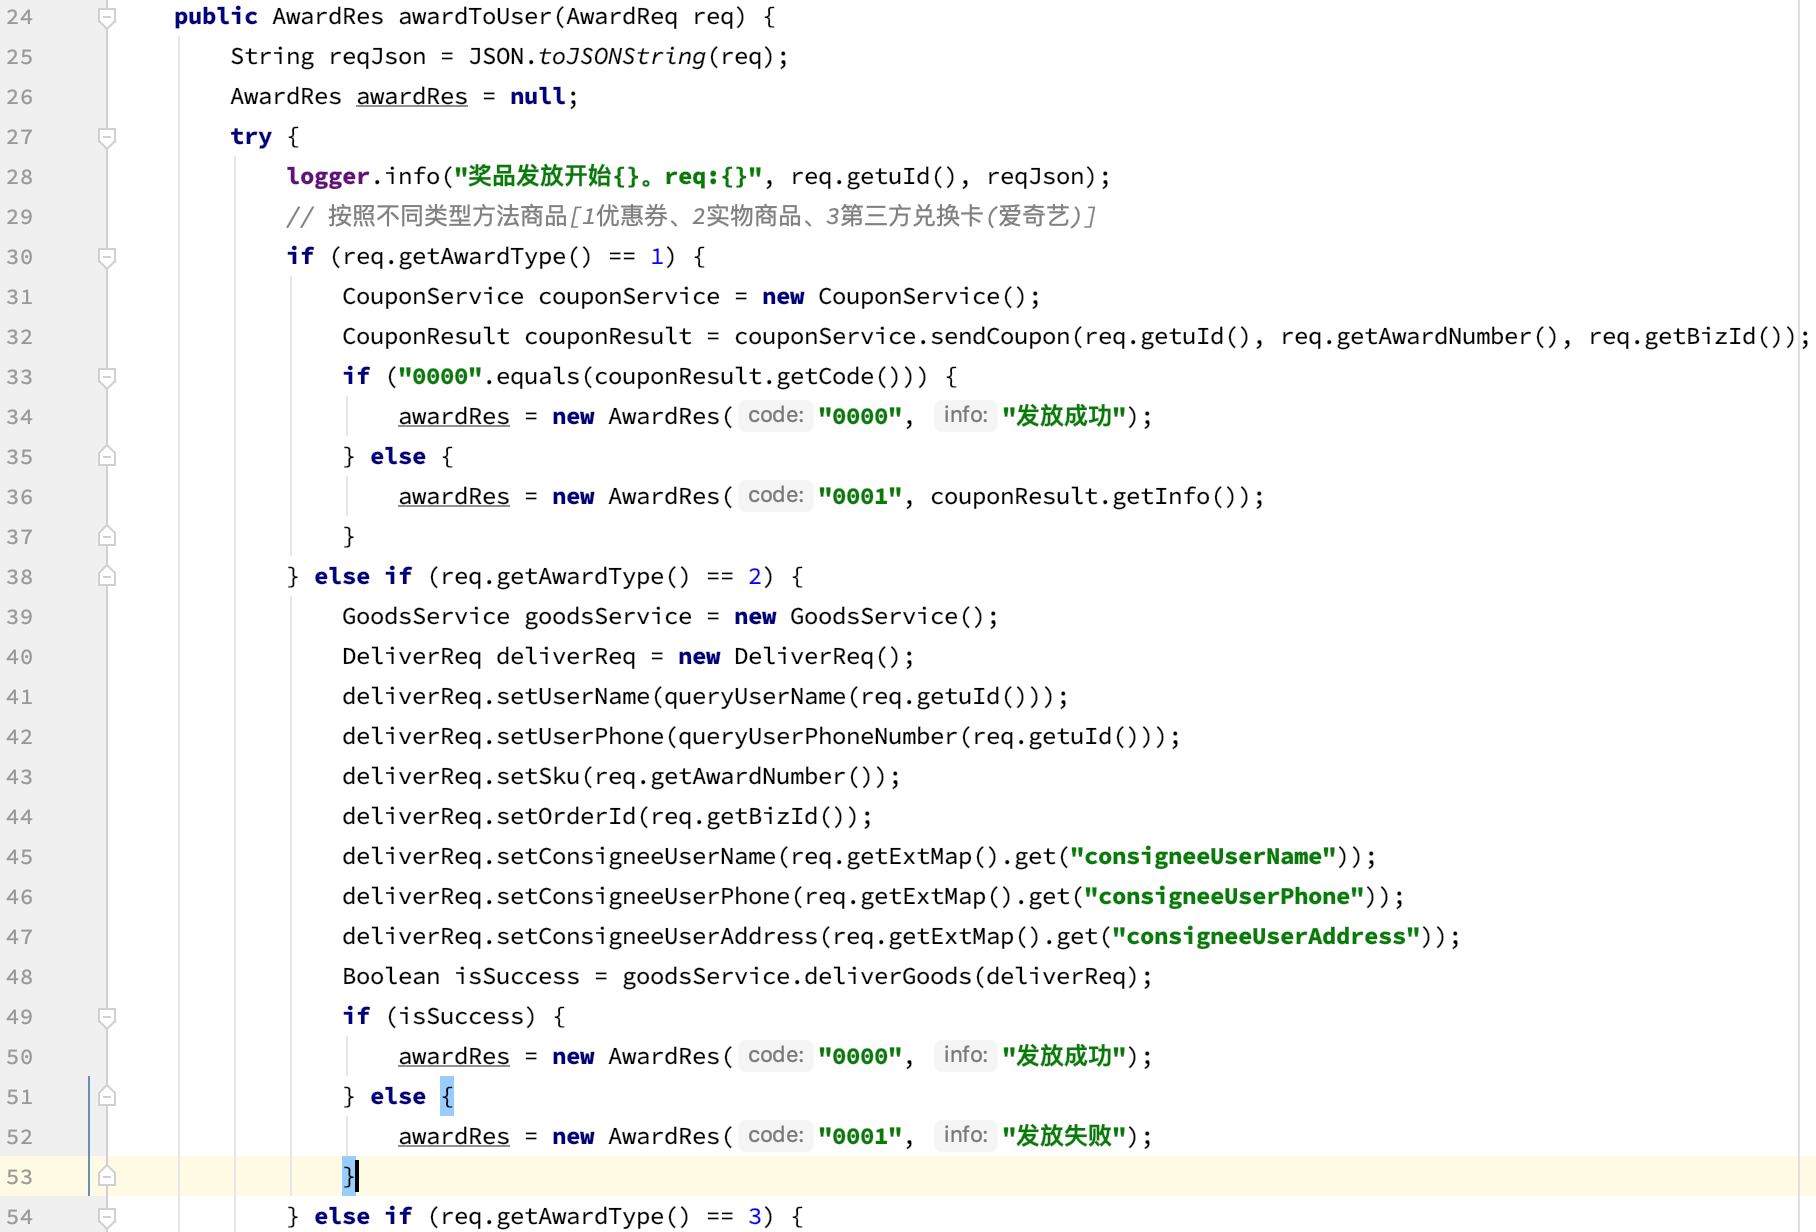 24 public AwardRes awardToUser(AwardReq req) {
25 String reqJson = JSON.toJSONString(req);
26 AwardRes awardRes = null;
27 try {
28 logger.info("奖品发放开始{}。req:{}", req.getuId(), reqJson);
29 // 按照不同类型方法商品[1优惠券、2实物商品、3第三方兑换卡(爱奇艺)]
30 if (req.getAwardType() == 1) {
31 CouponService couponService = new CouponService();
32 CouponResult couponResult = couponService.sendCoupon(req.getuId(), req.getAwardNumber(), req.getBizId());
33 if ("0000".equals(couponResult.getCode())) {
34 awardRes = new AwardRes( code: "0000", info: "发放成功");
35 } else {
36 awardRes = new AwardRes( code: "0001", couponResult.getInfo());
37 }
38 } else if (req.getAwardType() == 2) {
39 GoodsService goodsService = new GoodsService();
40 DeliverReq deliverReq = new DeliverReq();
41 deliverReq.setUserName(queryUserName(req.getuId()));
42 deliverReq.setUserPhone(queryUserPhoneNumber(req.getuId()));
43 deliverReq.setSku(req.getAwardNumber());
44 deliverReq.setOrderId(req.getBizId());
45 deliverReq.setConsigneeUserName(req.getExtMap().get("consigneeUserName"));
46 deliverReq.setConsigneeUserPhone(req.getExtMap().get("consigneeUserPhone"));
47 deliverReq.setConsigneeUserAddress(req.getExtMap().get("consigneeUserAddress"));
48 Boolean isSuccess = goodsService.deliverGoods(deliverReq);
49 if (isSuccess) {
50 awardRes = new AwardRes( code: "0000", info: "发放成功");
51 } else {
52 awardRes = new AwardRes( code: "0001", info: "发放失败");
53 }
54 } else if (req.getAwardType() == 3) {